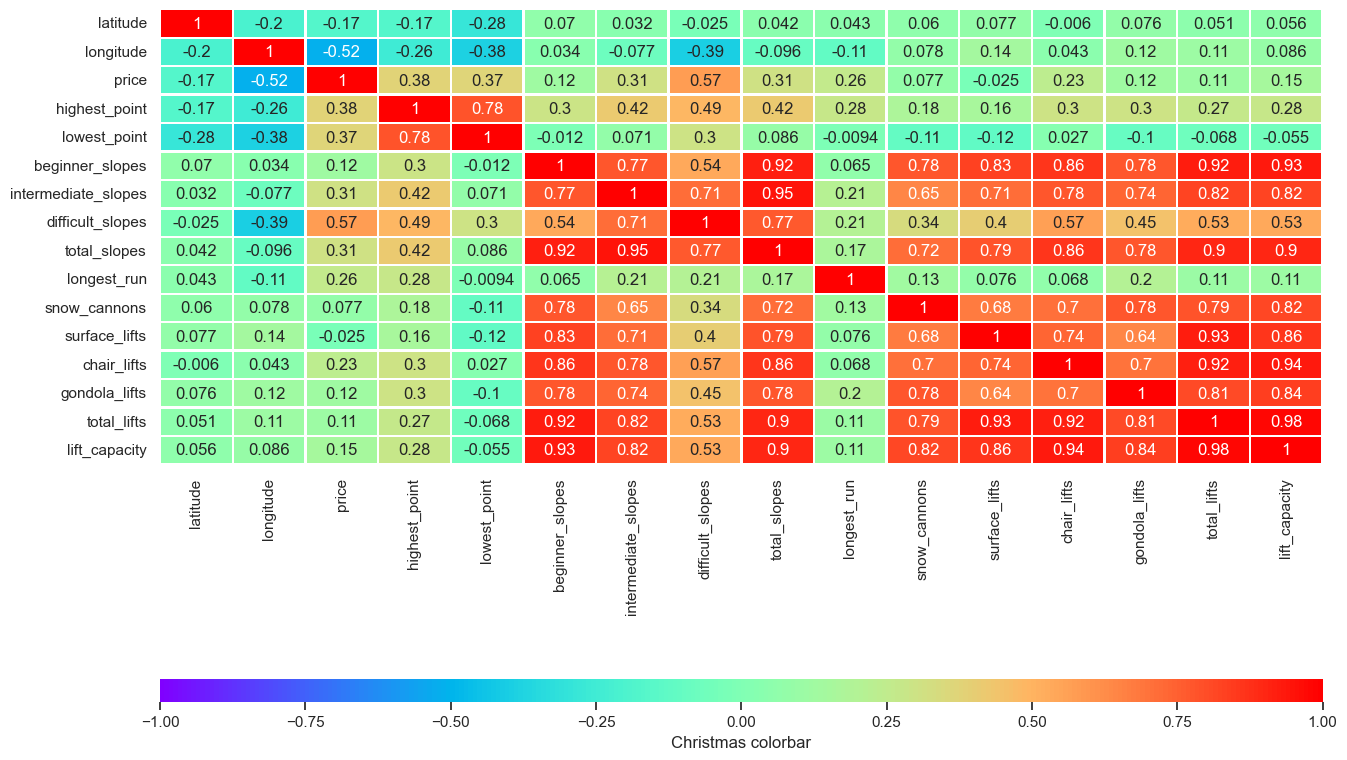 latitude 1 -0.2 -0.17 -0.17 -0.28 0.07 0.032 -0.025 0.042 0.043 0.06 0.077 -0.006 0.076 0.051 0.056
longitude -0.2 1 -0.52 -0.26 -0.38 0.034 -0.077 -0.39 -0.096 -0.11 0.078 0.14 0.043 0.12 0.11 0.086
price -0.17 -0.52 1 0.38 0.37 0.12 0.31 0.57 0.31 0.26 0.077 -0.025 0.23 0.12 0.11 0.15
highest_point -0.17 -0.26 0.38 1 0.78 0.3 0.42 0.49 0.42 0.28 0.18 0.16 0.3 0.3 0.27 0.28
lowest_point -0.28 -0.38 0.37 0.78 1 -0.012 0.071 0.3 0.086 -0.0094 -0.11 -0.12 0.027 -0.1 -0.068 -0.055
beginner_slopes 0.07 0.034 0.12 0.3 -0.012 1 0.77 0.54 0.92 0.065 0.78 0.83 0.86 0.78 0.92 0.93
intermediate_slopes 0.032 -0.077 0.31 0.42 0.071 0.77 1 0.71 0.95 0.21 0.65 0.71 0.78 0.74 0.82 0.82
difficult_slopes -0.025 -0.39 0.57 0.49 0.3 0.54 0.71 1 0.77 0.21 0.34 0.4 0.57 0.45 0.53 0.53
total_slopes 0.042 -0.096 0.31 0.42 0.086 0.92 0.95 0.77 1 0.17 0.72 0.79 0.86 0.78 0.9 0.9
longest_run 0.043 -0.11 0.26 0.28 -0.0094 0.065 0.21 0.21 0.17 1 0.13 0.076 0.068 0.2 0.11 0.11
snow_cannons 0.06 0.078 0.077 0.18 -0.11 0.78 0.65 0.34 0.72 0.13 1 0.68 0.7 0.78 0.79 0.82
surface_lifts 0.077 0.14 -0.025 0.16 -0.12 0.83 0.71 0.4 0.79 0.076 0.68 1 0.74 0.64 0.93 0.86
chair_lifts -0.006 0.043 0.23 0.3 0.027 0.86 0.78 0.57 0.86 0.068 0.7 0.74 1 0.7 0.92 0.94
gondola_lifts 0.076 0.12 0.12 0.3 -0.1 0.78 0.74 0.45 0.78 0.2 0.78 0.64 0.7 1 0.81 0.84
total_lifts 0.051 0.11 0.11 0.27 -0.068 0.92 0.82 0.53 0.9 0.11 0.79 0.93 0.92 0.81 1 0.98
lift_capacity 0.056 0.086 0.15 0.28 -0.055 0.93 0.82 0.53 0.9 0.11 0.82 0.86 0.94 0.84 0.98 1
latitude
longitude
price
highest_point
lowest_point
beginner_slopes
intermediate_slopes
difficult_slopes
total_slopes
longest_run
snow_cannons
surface_lifts
chair_lifts
gondola_lifts
total_lifts
lift_capacity
−1.00 −0.75 −0.50 −0.25 0.00 0.25 0.50 0.75 1.00
Christmas colorbar